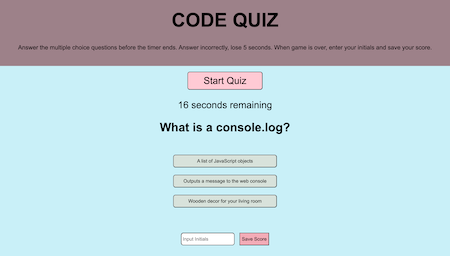 CODE QUIZ
Answer the multiple choice questions before the timer ends. Answer incorrectly, lose 5 seconds. When game is over, enter your initials and save your score.
Start Quiz
16 seconds remaining
What is a console.log?
A list of JavaScript objects
Outputs a message to the web console
Wooden decor for your living room
Input Initials Save Score